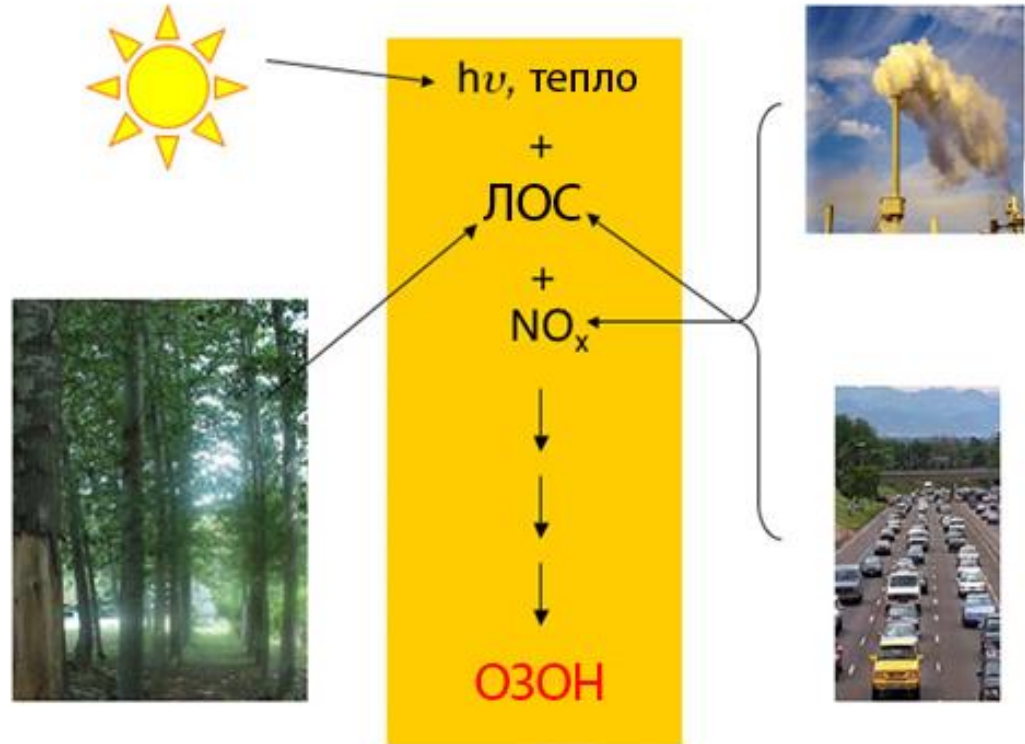 hυ, тепло
+
ЛОС
+
NOₓ
ОЗОН